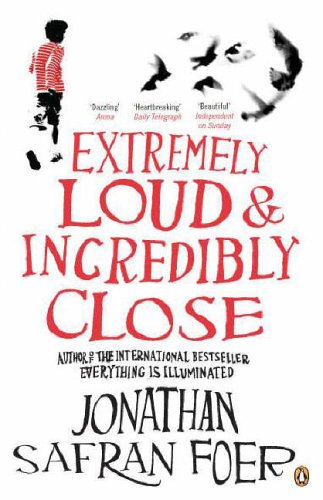 'Dazzling'
Arena
'Heartbreaking'
Daily Telegraph
'Beautiful'
Independent
on Sunday
EXTREMELY
LOUD &
INCREDIBLY
CLOSE
AUTHOR OF THE INTERNATIONAL BESTSELLER
EVERYTHING IS ILLUMINATED
JONATHAN
SAFRAN FOER